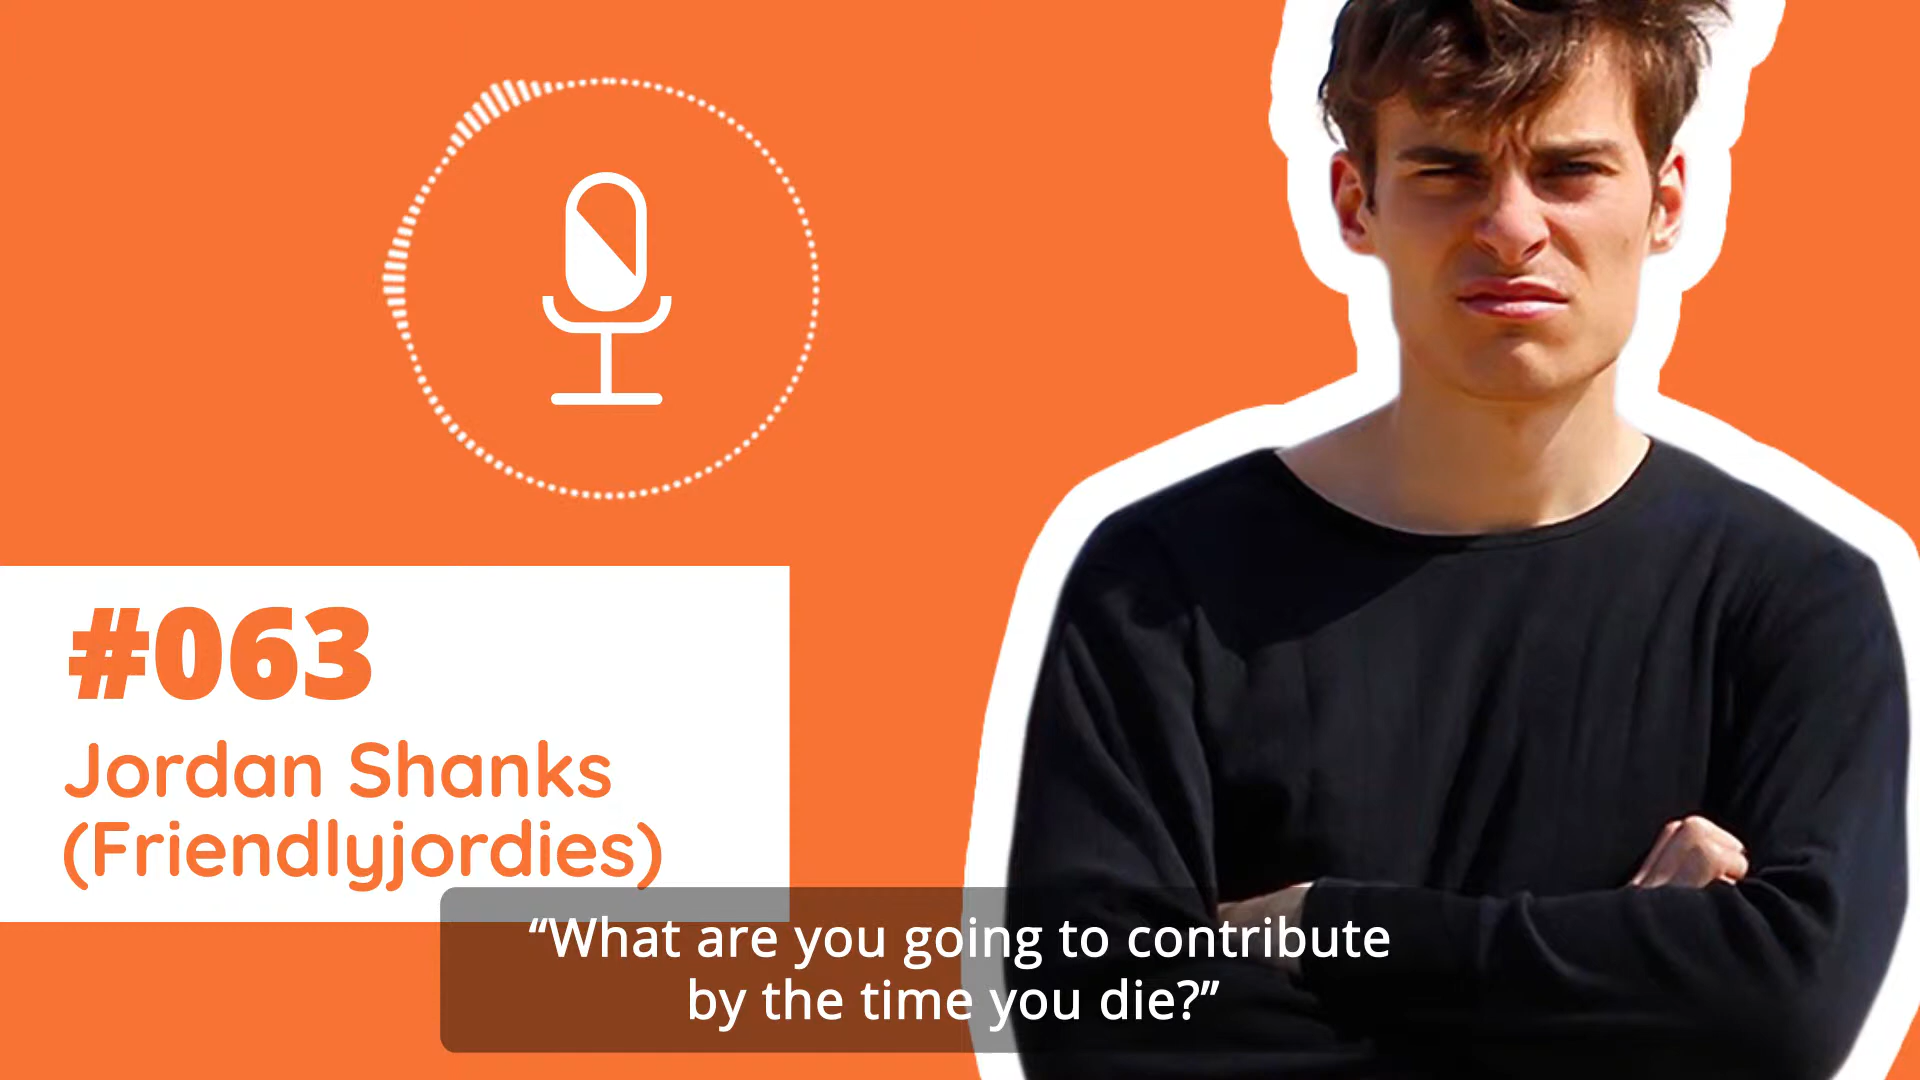 #063
Jordan Shanks
(Friendlyjordies)
“What are you going to contribute
by the time you die?”